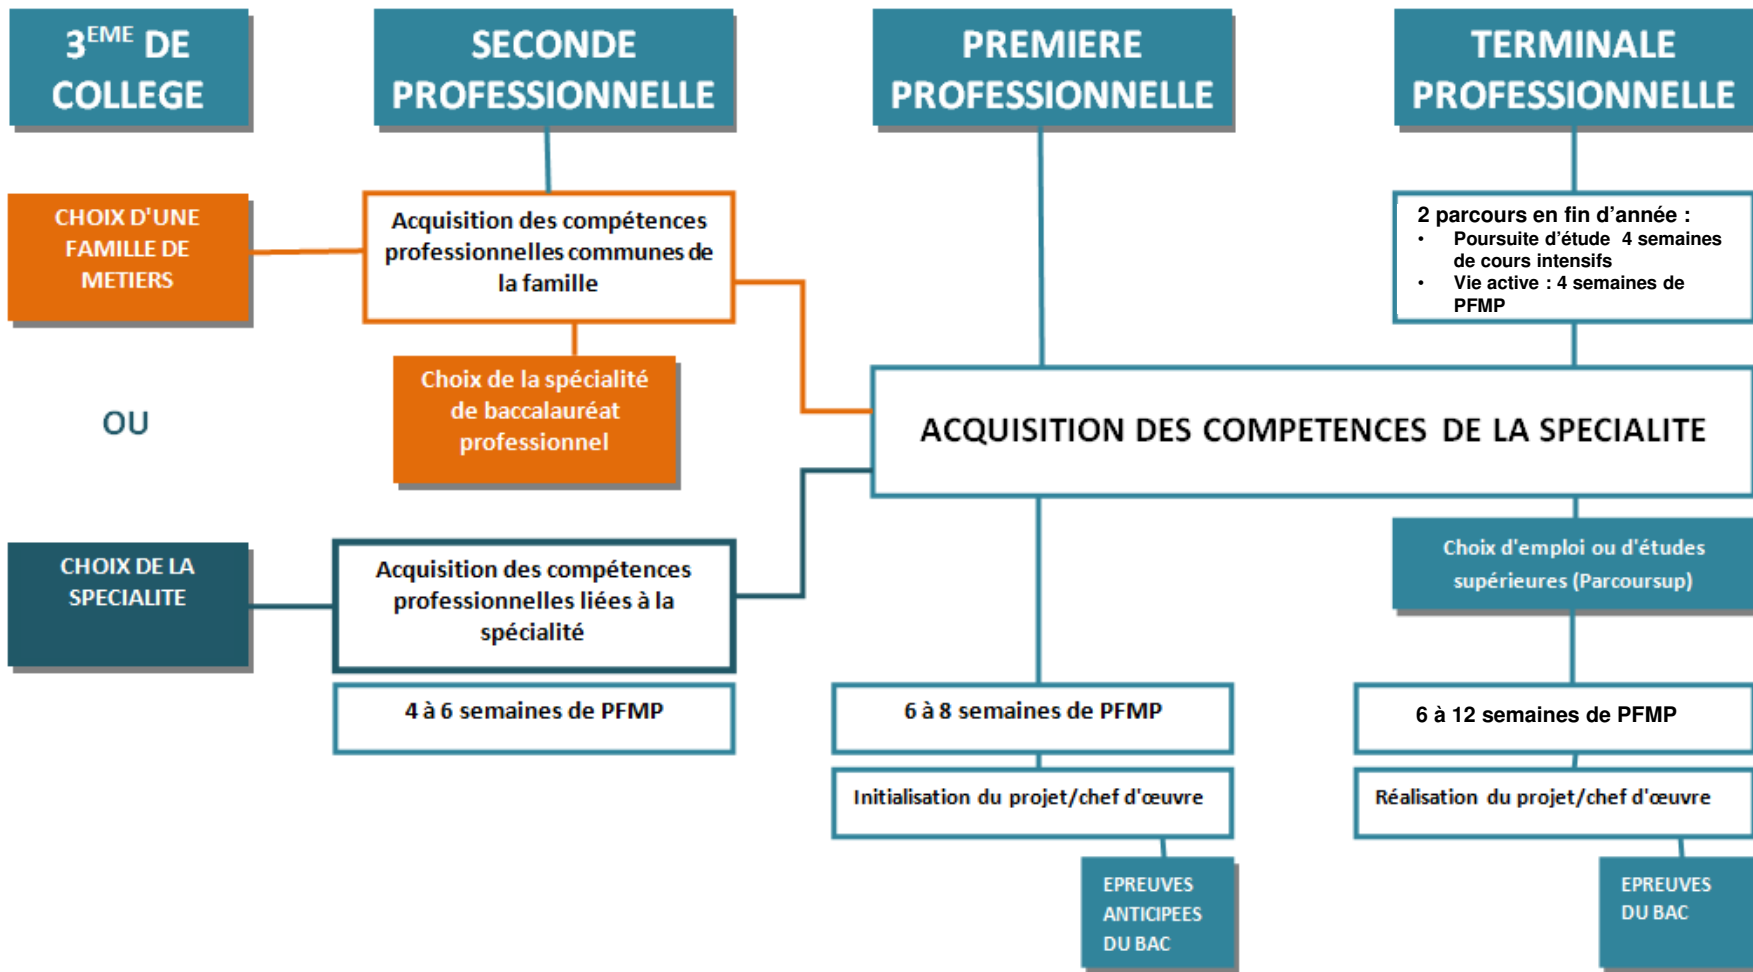 3EME DE
COLLEGE
SECONDE
PROFESSIONNELLE
PREMIERE
PROFESSIONNELLE
TERMINALE
PROFESSIONNELLE
CHOIX D'UNE
FAMILLE DE
METIERS
Acquisition des compétences
professionnelles communes de
la famille
2 parcours en fin d’année :
• Poursuite d’étude 4 semaines
de cours intensifs
• Vie active : 4 semaines de
PFMP
Choix de la spécialité
de baccalauréat
professionnel
OU
ACQUISITION DES COMPETENCES DE LA SPECIALITE
CHOIX DE LA
SPECIALITE
Acquisition des compétences
professionnelles liées à la
spécialité
Choix d'emploi ou d'études
supérieures (Parcoursup)
4 à 6 semaines de PFMP
6 à 8 semaines de PFMP
6 à 12 semaines de PFMP
Initialisation du projet/chef d'œuvre
Réalisation du projet/chef d'œuvre
EPREUVES
ANTICIPEES
DU BAC
EPREUVES
DU BAC